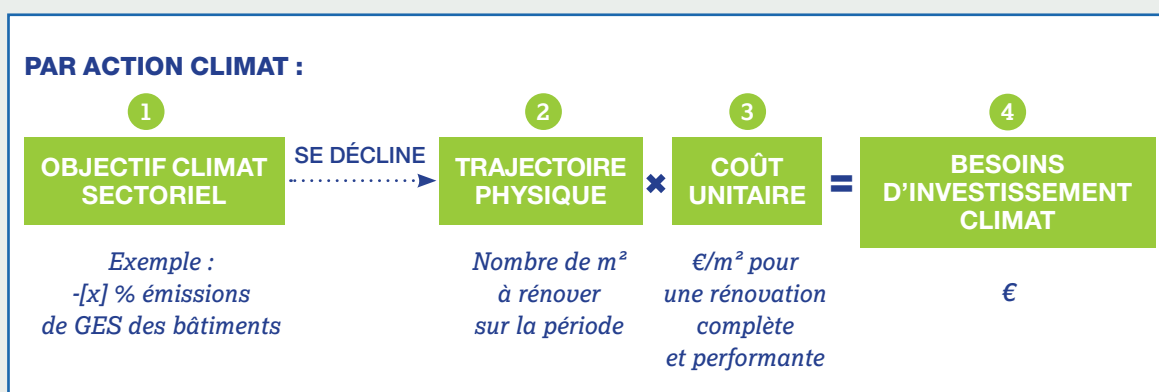 PAR ACTION CLIMAT :
1
OBJECTIF CLIMAT
SECTORIEL
Exemple :
-[x] % émissions
de GES des bâtiments
SE DÉCLINE
2
TRAJECTOIRE
PHYSIQUE
Nombre de m²
à rénover
sur la période
×
3
COÛT
UNITAIRE
€/m² pour
une rénovation
complète
et performante
=
4
BESOINS
D’INVESTISSEMENT
CLIMAT
€